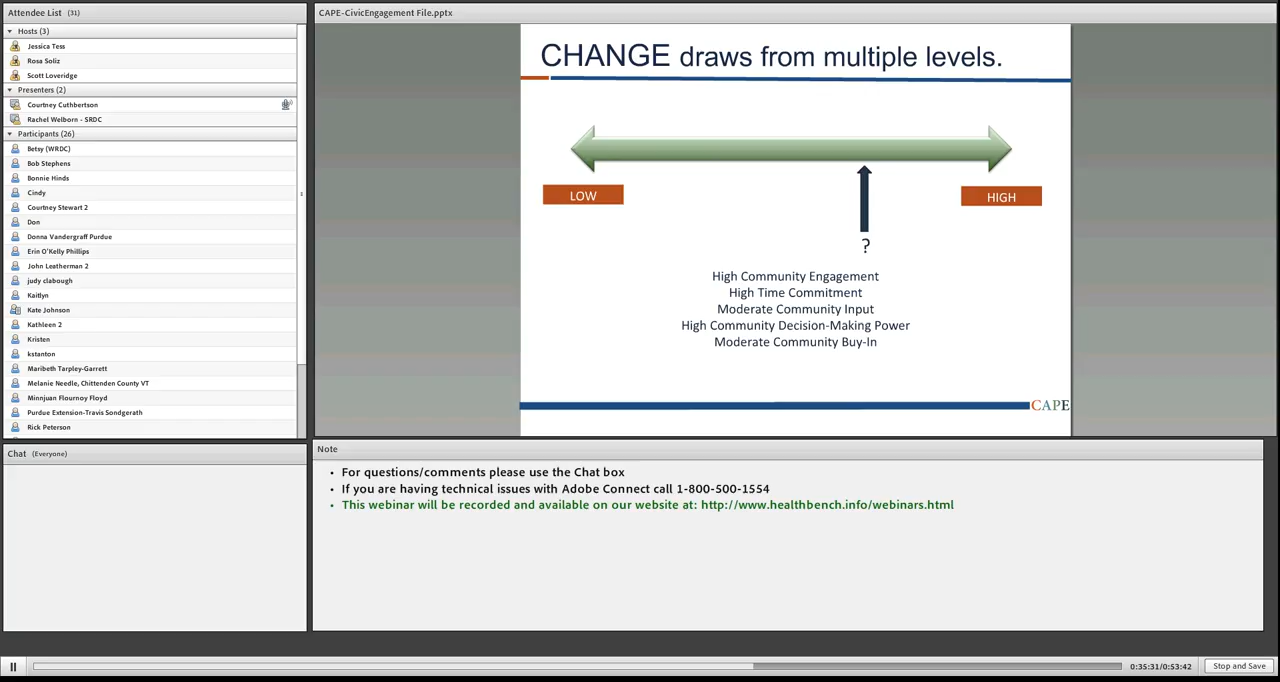 Attendee List (31)
Hosts (3)
Jessica Tess
Rosa Soliz
Scott Loveridge
Presenters (2)
Courtney Cuthbertson
Rachel Welborn - SRDC
Participants (26)
Betsy (WRDC)
Bob Stephens
Bonnie Hinds
Cindy
Courtney Stewart 2
Don
Donna Vandergraff Purdue
Erin O'Kelly Phillips
John Leatherman 2
judy clabough
Kaitlyn
Kate Johnson
Kathleen 2
Kristen
kstanton
Maribeth Tarpley-Garrett
Melanie Needle, Chittenden County VT
Minnjuan Flournoy Floyd
Purdue Extension-Travis Sondgerath
Rick Peterson
Chat (Everyone)
CAPE-CivicEngagement File.pptx
CHANGE draws from multiple levels.
LOW
HIGH
?
High Community Engagement
High Time Commitment
Moderate Community Input
High Community Decision-Making Power
Moderate Community Buy-In
CAPE
Note
• For questions/comments please use the Chat box
• If you are having technical issues with Adobe Connect call 1-800-500-1554
• This webinar will be recorded and available on our website at: http://www.healthbench.info/webinars.html
0:35:31/0:53:42
Stop and Save